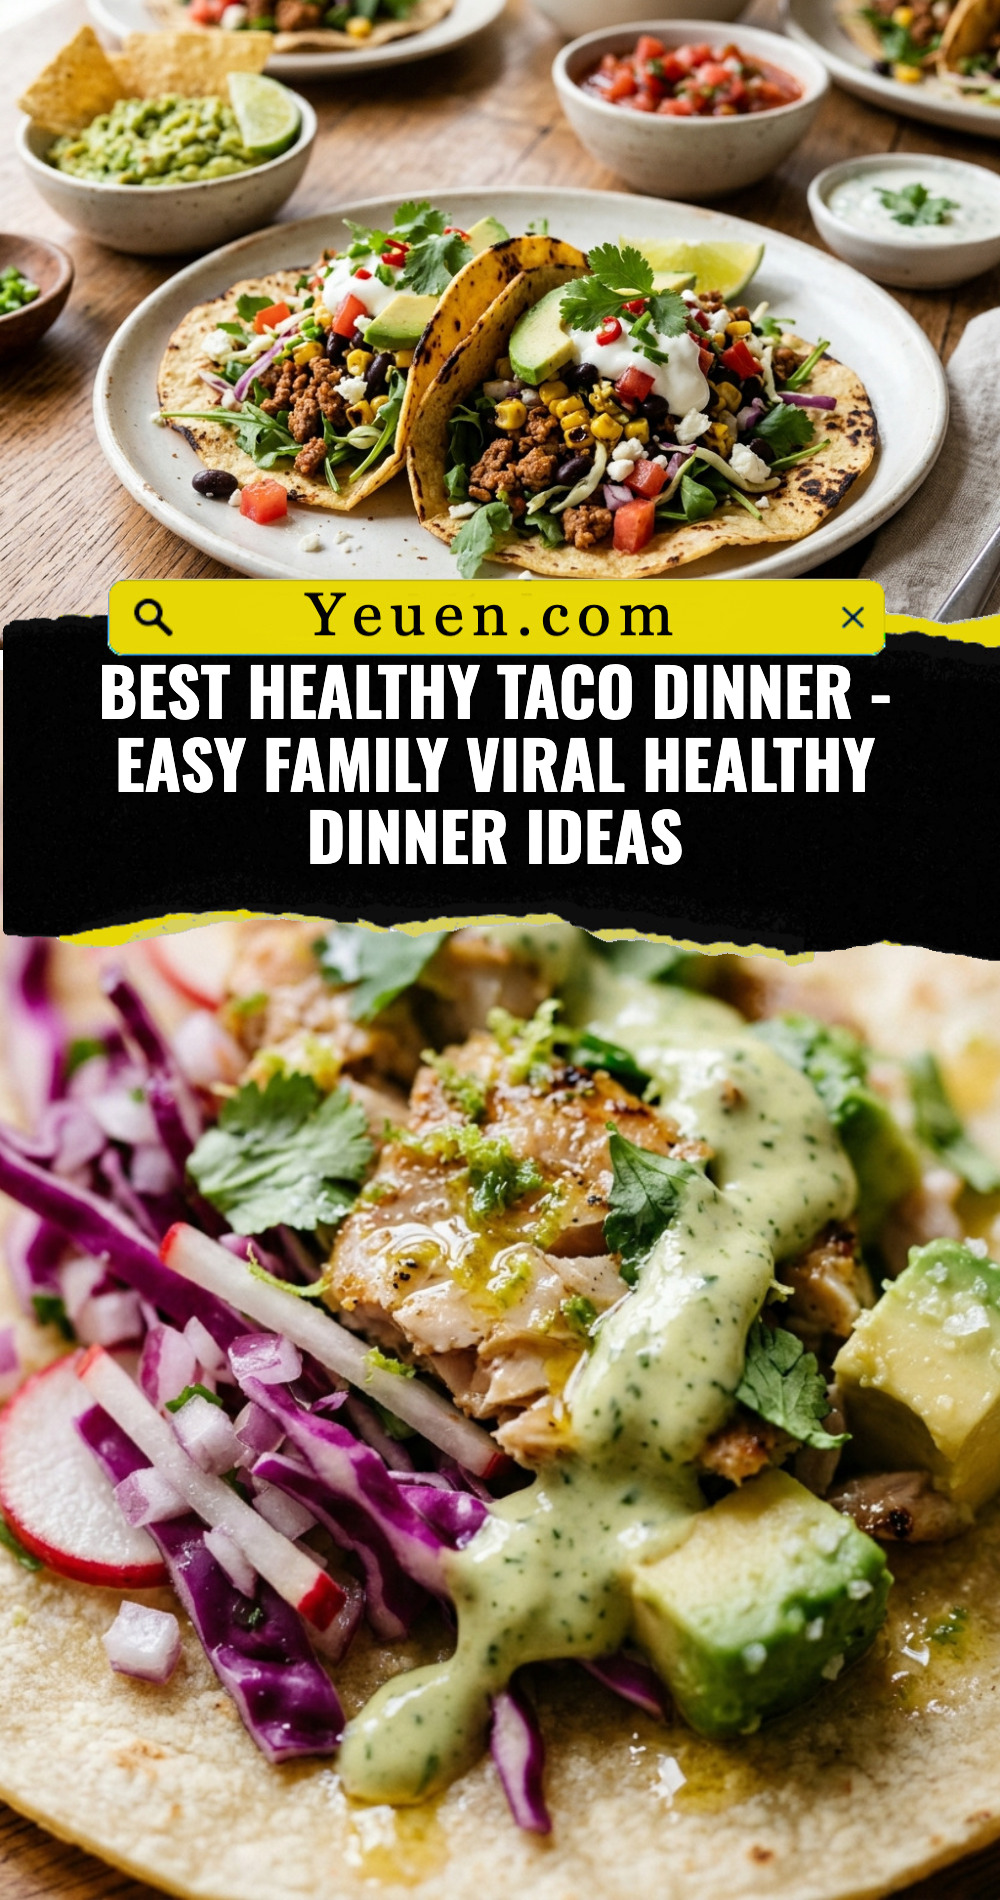 Yeuen.com
BEST HEALTHY TACO DINNER -
EASY FAMILY VIRAL HEALTHY
DINNER IDEAS